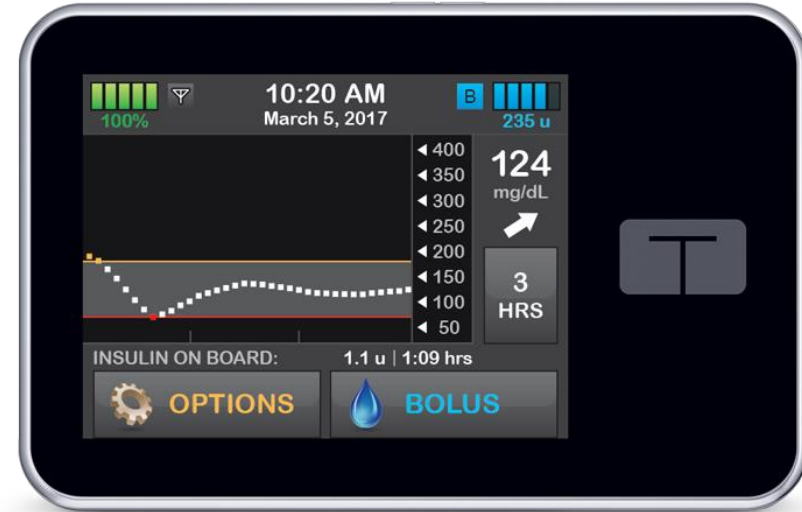 10:20 AM
B
100%
March 5, 2017
235 u
400
350
300
250
200
150
100
50
124
mg/dL
3
HRS
INSULIN ON BOARD: 1.1 u | 1:09 hrs
OPTIONS
BOLUS
T